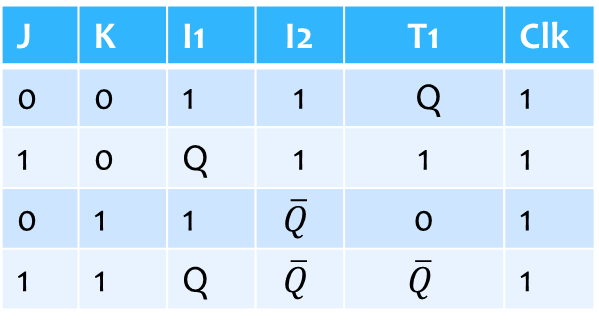 J K I1 I2 T1 Clk
0 0 1 1 Q 1
1 0 Q 1 1 1
0 1 1 Q̅ 0 1
1 1 Q Q̅ Q̅ 1